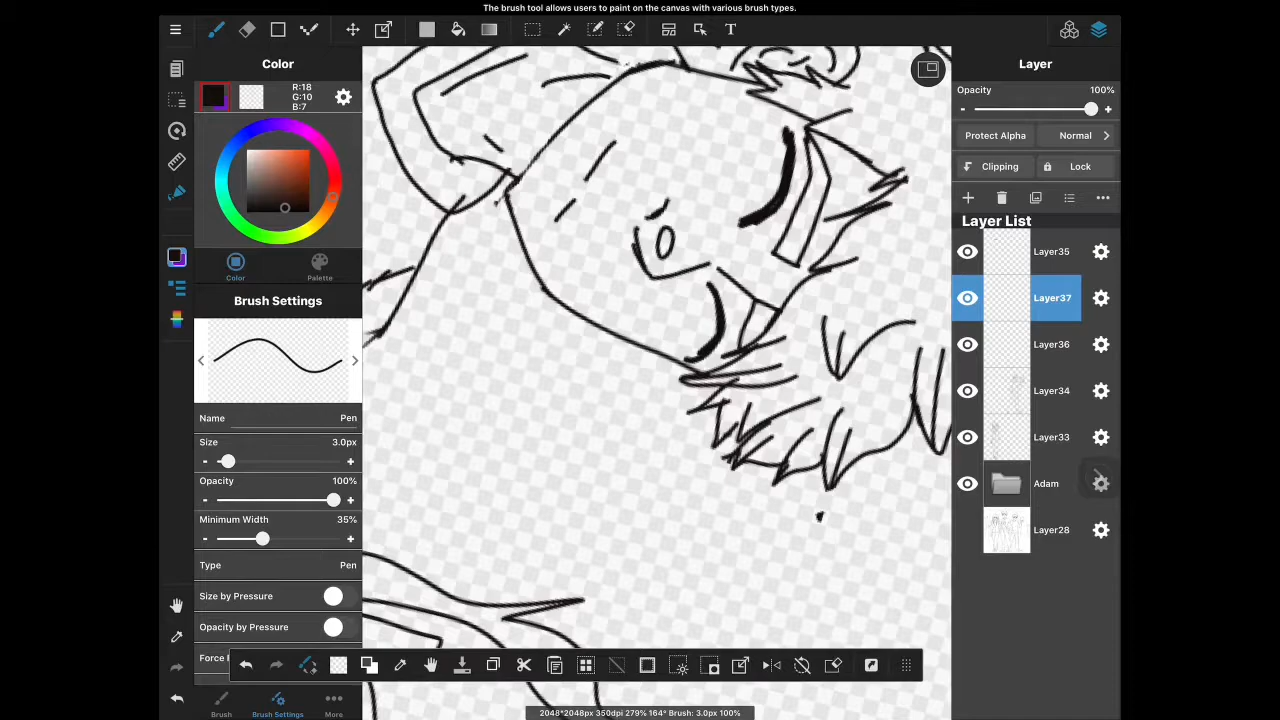 The brush tool allows users to paint on the canvas with various brush types.
T
Color
R:18
G:10
B:7
Color
Palette
Brush Settings
Name
Pen
Size
3.0px
-
+
Opacity
100%
-
+
Minimum Width
35%
-
+
Type
Pen
Size by Pressure
Opacity by Pressure
Force
Brush
Brush Settings
More
Layer
Opacity
100%
-
+
Protect Alpha
Normal
Clipping
Lock
Layer List
Layer35
Layer37
Layer36
Layer34
Layer33
Adam
Layer28
2048*2048px 350dpi 279% 164° Brush: 3.0px 100%